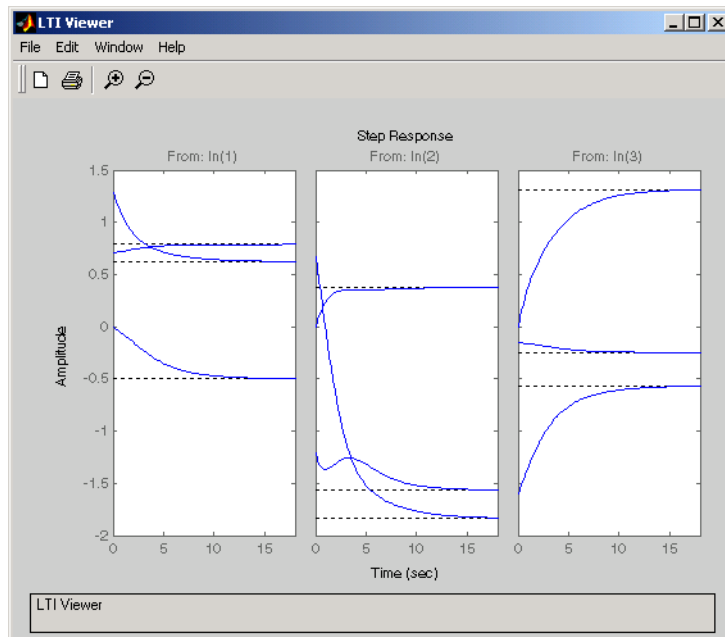 LTI Viewer
File Edit Window Help
Step Response
From: In(1) From: In(2) From: In(3)
1.5
1
0.5
0
-0.5
-1
-1.5
-2
Amplitude
0 5 10 15 0 5 10 15 0 5 10 15
Time (sec)
LTI Viewer